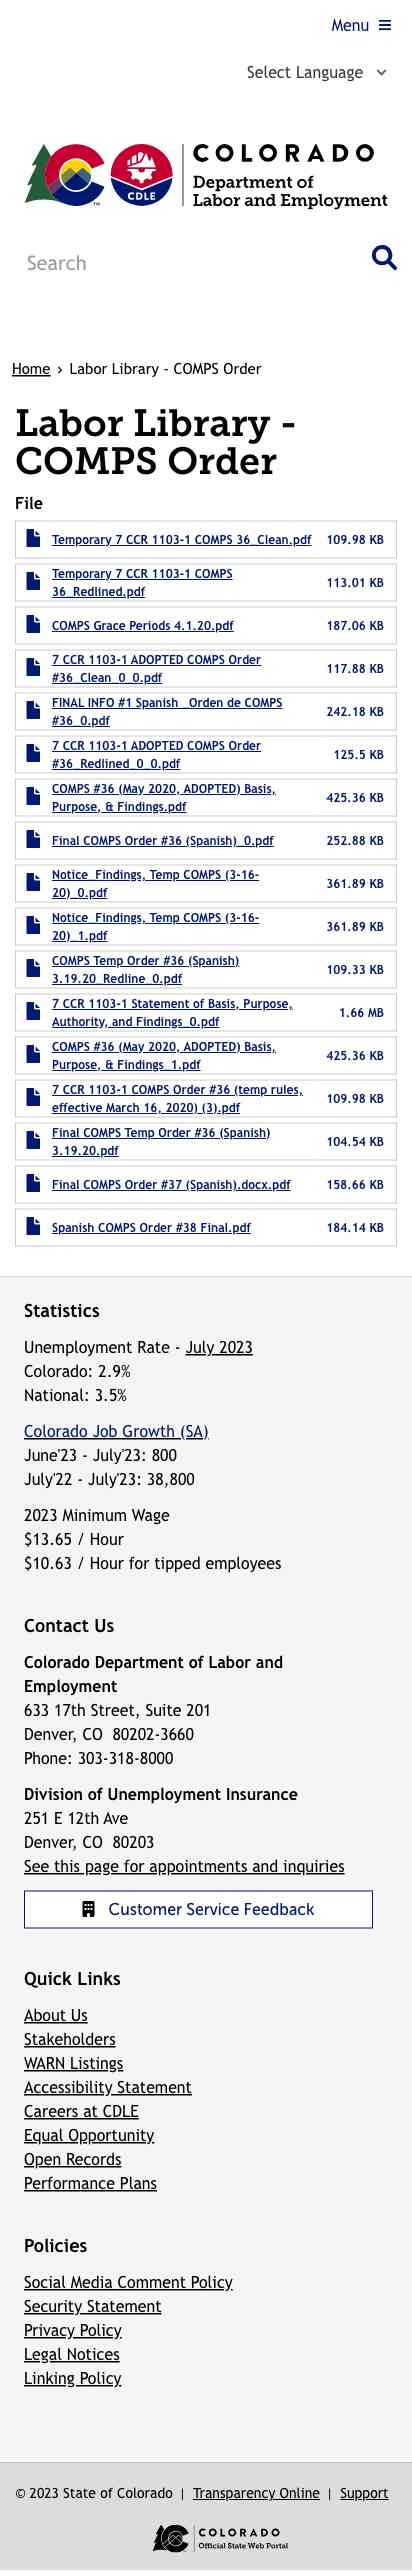 Menu
Select Language
CDLE
TM
COLORADO
Department of
Labor and Employment
Search
Home › Labor Library - COMPS Order
Labor Library -
COMPS Order
File
Temporary 7 CCR 1103-1 COMPS 36_Clean.pdf 109.98 KB
Temporary 7 CCR 1103-1 COMPS
36_Redlined.pdf 113.01 KB
COMPS Grace Periods 4.1.20.pdf 187.06 KB
7 CCR 1103-1 ADOPTED COMPS Order
#36_Clean_0_0.pdf 117.88 KB
FINAL INFO #1 Spanish _Orden de COMPS
#36_0.pdf 242.18 KB
7 CCR 1103-1 ADOPTED COMPS Order
#36_Redlined_0_0.pdf 125.5 KB
COMPS #36 (May 2020, ADOPTED) Basis,
Purpose, & Findings.pdf 425.36 KB
Final COMPS Order #36 (Spanish)_0.pdf 252.88 KB
Notice_Findings, Temp COMPS (3-16-
20)_0.pdf 361.89 KB
Notice_Findings, Temp COMPS (3-16-
20)_1.pdf 361.89 KB
COMPS Temp Order #36 (Spanish)
3.19.20_Redline_0.pdf 109.33 KB
7 CCR 1103-1 Statement of Basis, Purpose,
Authority, and Findings_0.pdf 1.66 MB
COMPS #36 (May 2020, ADOPTED) Basis,
Purpose, & Findings_1.pdf 425.36 KB
7 CCR 1103-1 COMPS Order #36 (temp rules,
effective March 16, 2020) (3).pdf 109.98 KB
Final COMPS Temp Order #36 (Spanish)
3.19.20.pdf 104.54 KB
Final COMPS Order #37 (Spanish).docx.pdf 158.66 KB
Spanish COMPS Order #38 Final.pdf 184.14 KB
Statistics
Unemployment Rate - July 2023
Colorado: 2.9%
National: 3.5%
Colorado Job Growth (SA)
June'23 - July'23: 800
July'22 - July'23: 38,800
2023 Minimum Wage
$13.65 / Hour
$10.63 / Hour for tipped employees
Contact Us
Colorado Department of Labor and
Employment
633 17th Street, Suite 201
Denver, CO  80202-3660
Phone: 303-318-8000
Division of Unemployment Insurance
251 E 12th Ave
Denver, CO  80203
See this page for appointments and inquiries
Customer Service Feedback
Quick Links
About Us
Stakeholders
WARN Listings
Accessibility Statement
Careers at CDLE
Equal Opportunity
Open Records
Performance Plans
Policies
Social Media Comment Policy
Security Statement
Privacy Policy
Legal Notices
Linking Policy
© 2023 State of Colorado | Transparency Online | Support
COLORADO
Official State Web Portal